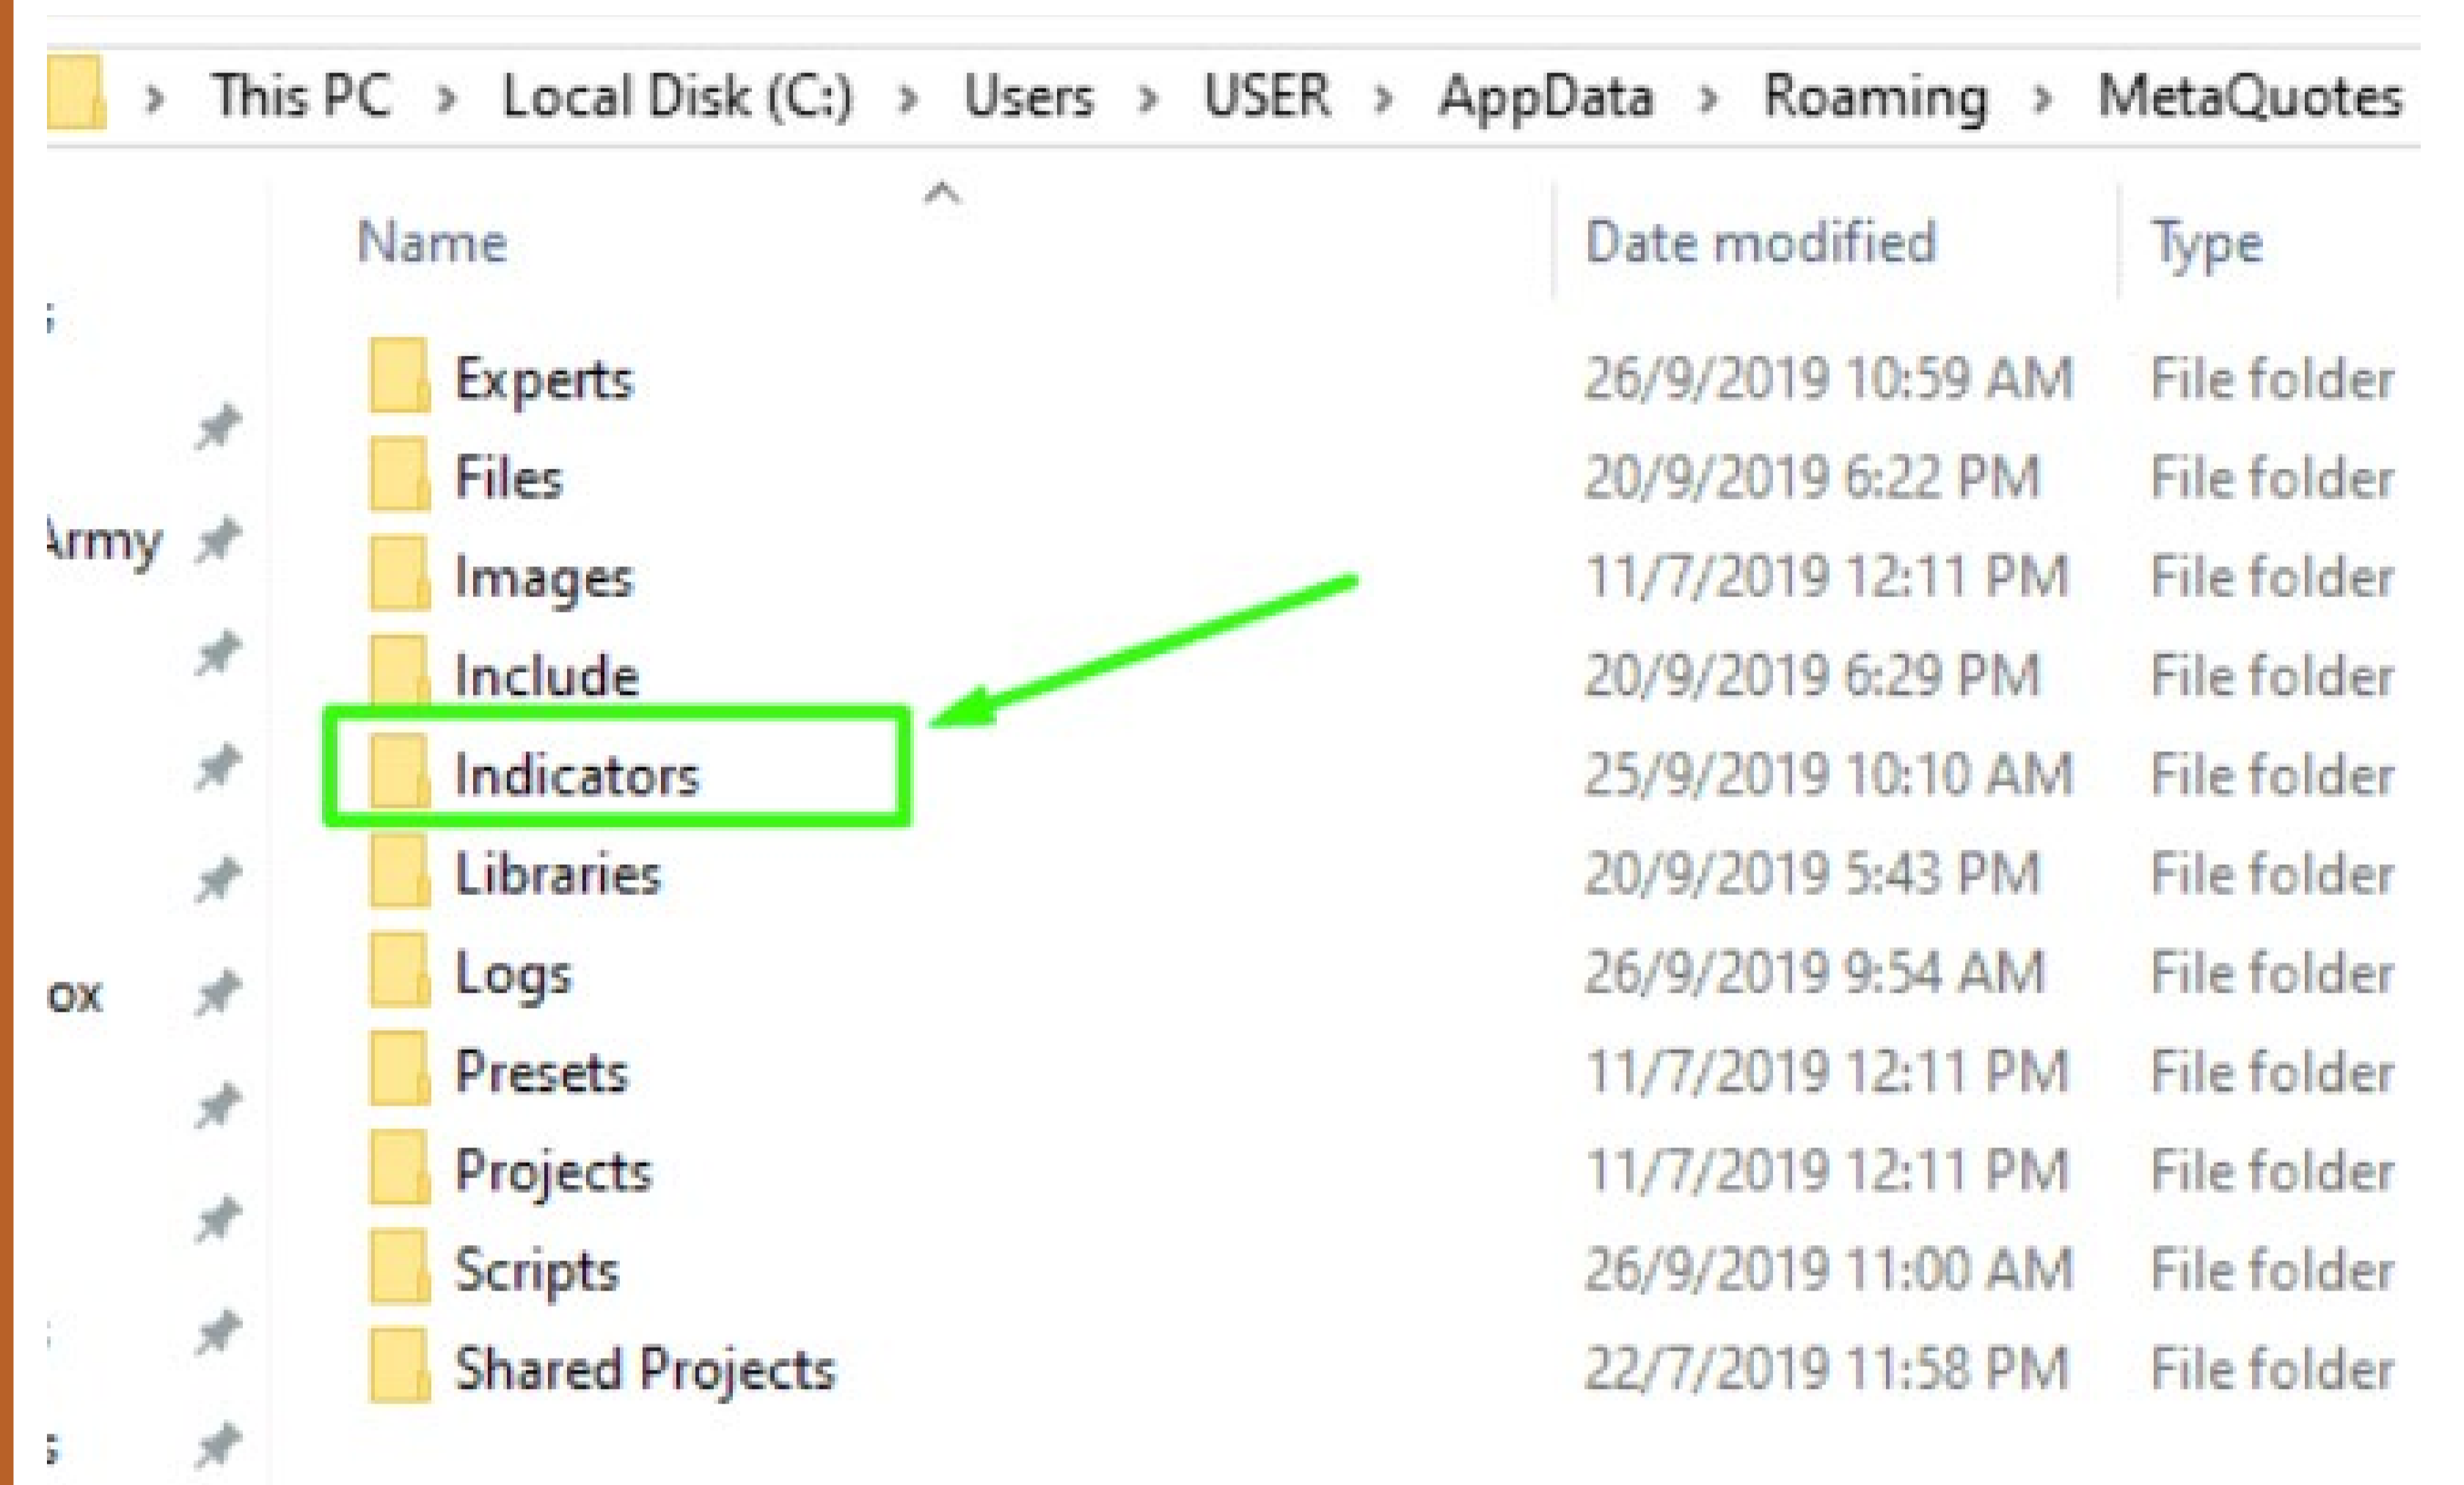 This PC > Local Disk (C:) > Users > USER > AppData > Roaming > MetaQuotes
Name Date modified Type
Experts 26/9/2019 10:59 AM File folder
Files 20/9/2019 6:22 PM File folder
Army
Images 11/7/2019 12:11 PM File folder
Include 20/9/2019 6:29 PM File folder
Indicators 25/9/2019 10:10 AM File folder
Libraries 20/9/2019 5:43 PM File folder
Logs 26/9/2019 9:54 AM File folder
ox
Presets 11/7/2019 12:11 PM File folder
Projects 11/7/2019 12:11 PM File folder
Scripts 26/9/2019 11:00 AM File folder
Shared Projects 22/7/2019 11:58 PM File folder